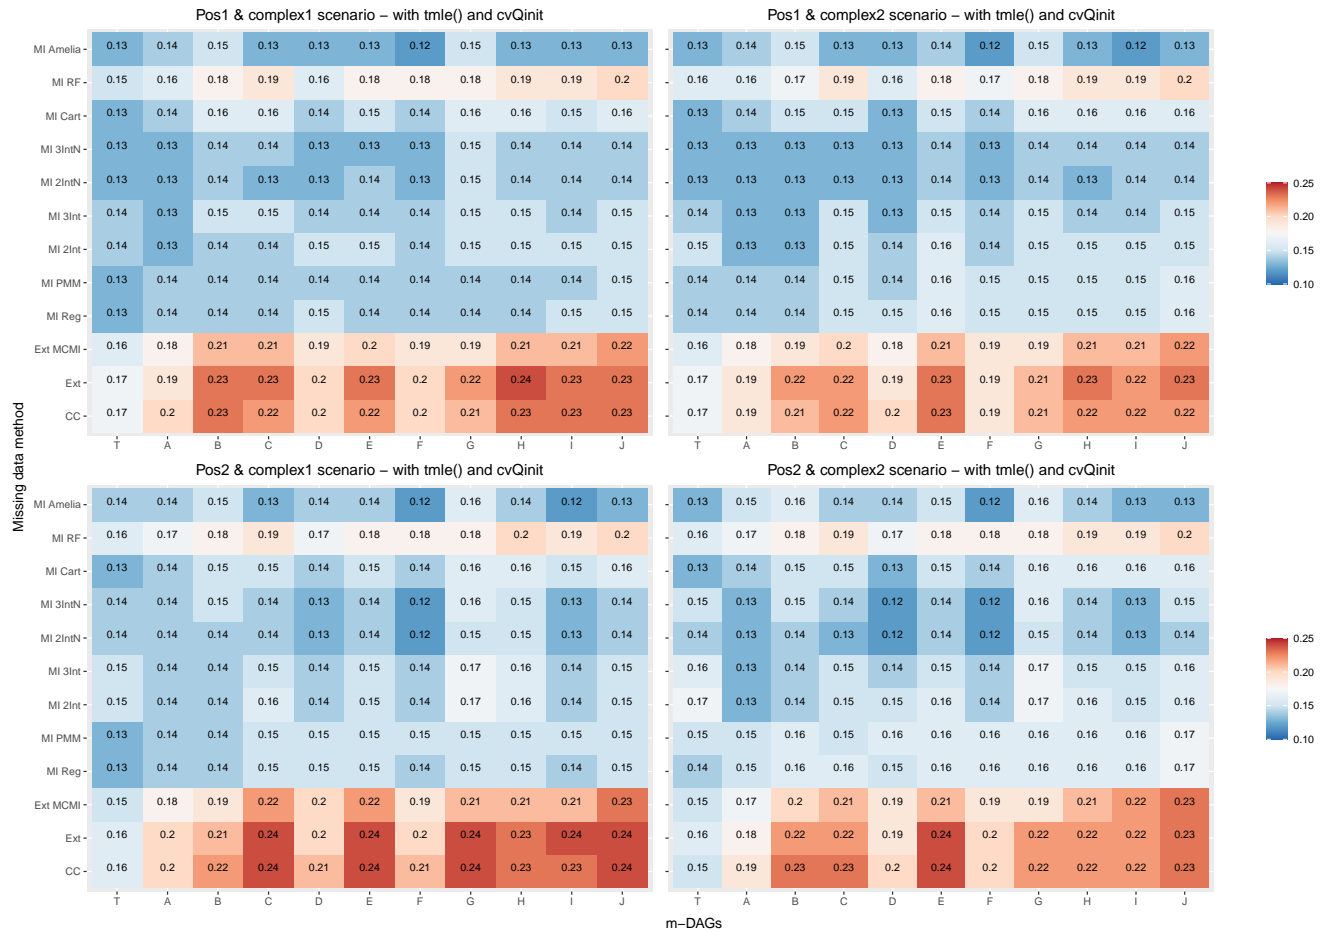 Pos1 & complex1 scenario – with tmle() and cvQinit
Pos1 & complex2 scenario – with tmle() and cvQinit
MI Amelia 0.13 0.14 0.15 0.13 0.13 0.13 0.12 0.15 0.13 0.13 0.13 0.13 0.14 0.15 0.13 0.13 0.14 0.12 0.15 0.13 0.12 0.13
MI RF 0.15 0.16 0.18 0.19 0.16 0.18 0.18 0.18 0.19 0.19 0.2 0.16 0.16 0.17 0.19 0.16 0.18 0.17 0.18 0.19 0.19 0.2
MI Cart 0.13 0.14 0.16 0.16 0.14 0.15 0.14 0.16 0.16 0.15 0.16 0.13 0.14 0.15 0.15 0.13 0.15 0.14 0.16 0.16 0.16 0.16
MI 3IntN 0.13 0.13 0.14 0.14 0.13 0.13 0.13 0.15 0.14 0.14 0.14 0.13 0.13 0.13 0.13 0.13 0.14 0.13 0.14 0.14 0.14 0.14
MI 2IntN 0.13 0.13 0.14 0.13 0.13 0.14 0.13 0.15 0.14 0.14 0.14 0.13 0.13 0.13 0.13 0.13 0.14 0.13 0.14 0.13 0.14 0.14
MI 3Int 0.14 0.13 0.15 0.15 0.14 0.14 0.14 0.15 0.15 0.14 0.15 0.14 0.13 0.13 0.15 0.13 0.15 0.14 0.15 0.14 0.14 0.15
MI 2Int 0.14 0.13 0.14 0.14 0.15 0.15 0.14 0.15 0.15 0.15 0.15 0.15 0.13 0.13 0.15 0.14 0.16 0.14 0.15 0.15 0.15 0.15
MI PMM 0.13 0.14 0.14 0.14 0.14 0.14 0.14 0.14 0.14 0.14 0.15 0.14 0.14 0.14 0.15 0.14 0.16 0.15 0.15 0.15 0.15 0.16
MI Reg 0.13 0.14 0.14 0.14 0.15 0.14 0.14 0.14 0.14 0.15 0.15 0.14 0.14 0.14 0.15 0.15 0.16 0.15 0.15 0.15 0.15 0.16
Ext MCMI 0.16 0.18 0.21 0.21 0.19 0.2 0.19 0.19 0.21 0.21 0.22 0.16 0.18 0.19 0.2 0.18 0.21 0.19 0.19 0.21 0.21 0.22
Ext 0.17 0.19 0.23 0.23 0.2 0.23 0.2 0.22 0.24 0.23 0.23 0.17 0.19 0.22 0.22 0.19 0.23 0.19 0.21 0.23 0.22 0.23
CC 0.17 0.2 0.23 0.22 0.2 0.22 0.2 0.21 0.23 0.23 0.23 0.17 0.19 0.21 0.22 0.2 0.23 0.19 0.21 0.22 0.22 0.22
T A B C D E F G H I J T A B C D E F G H I J
0.25
0.20
0.15
0.10
Missing data method
Pos2 & complex1 scenario – with tmle() and cvQinit
Pos2 & complex2 scenario – with tmle() and cvQinit
MI Amelia 0.14 0.14 0.15 0.13 0.14 0.14 0.12 0.16 0.14 0.12 0.13 0.13 0.15 0.16 0.14 0.14 0.15 0.12 0.16 0.14 0.13 0.13
MI RF 0.16 0.17 0.18 0.19 0.17 0.18 0.18 0.18 0.2 0.19 0.2 0.16 0.17 0.18 0.19 0.17 0.18 0.18 0.18 0.19 0.19 0.2
MI Cart 0.13 0.14 0.15 0.15 0.14 0.15 0.14 0.16 0.16 0.15 0.16 0.13 0.14 0.15 0.15 0.13 0.15 0.14 0.16 0.16 0.16 0.16
MI 3IntN 0.14 0.14 0.15 0.14 0.13 0.14 0.12 0.16 0.15 0.13 0.14 0.15 0.13 0.15 0.14 0.12 0.14 0.12 0.16 0.14 0.13 0.15
MI 2IntN 0.14 0.14 0.14 0.14 0.13 0.14 0.12 0.15 0.15 0.13 0.14 0.14 0.13 0.14 0.13 0.12 0.14 0.12 0.15 0.14 0.13 0.14
MI 3Int 0.15 0.14 0.14 0.15 0.14 0.15 0.14 0.17 0.16 0.14 0.15 0.16 0.13 0.14 0.15 0.14 0.15 0.14 0.17 0.15 0.15 0.16
MI 2Int 0.15 0.14 0.14 0.16 0.14 0.15 0.14 0.17 0.16 0.14 0.15 0.17 0.13 0.14 0.15 0.15 0.16 0.14 0.17 0.16 0.15 0.16
MI PMM 0.13 0.14 0.14 0.15 0.15 0.15 0.15 0.15 0.15 0.15 0.15 0.15 0.15 0.16 0.15 0.16 0.16 0.16 0.16 0.16 0.16 0.17
MI Reg 0.13 0.14 0.14 0.15 0.15 0.15 0.14 0.15 0.15 0.14 0.15 0.14 0.15 0.16 0.16 0.15 0.16 0.16 0.16 0.16 0.16 0.17
Ext MCMI 0.15 0.18 0.19 0.22 0.2 0.22 0.19 0.21 0.21 0.21 0.23 0.15 0.17 0.2 0.21 0.19 0.21 0.19 0.19 0.21 0.22 0.23
Ext 0.16 0.2 0.21 0.24 0.2 0.24 0.2 0.24 0.23 0.24 0.24 0.16 0.18 0.22 0.22 0.19 0.24 0.2 0.22 0.22 0.22 0.23
CC 0.16 0.2 0.22 0.24 0.21 0.24 0.21 0.24 0.23 0.23 0.24 0.15 0.19 0.23 0.23 0.2 0.24 0.2 0.22 0.22 0.22 0.23
T A B C D E F G H I J T A B C D E F G H I J
0.25
0.20
0.15
0.10
m−DAGs